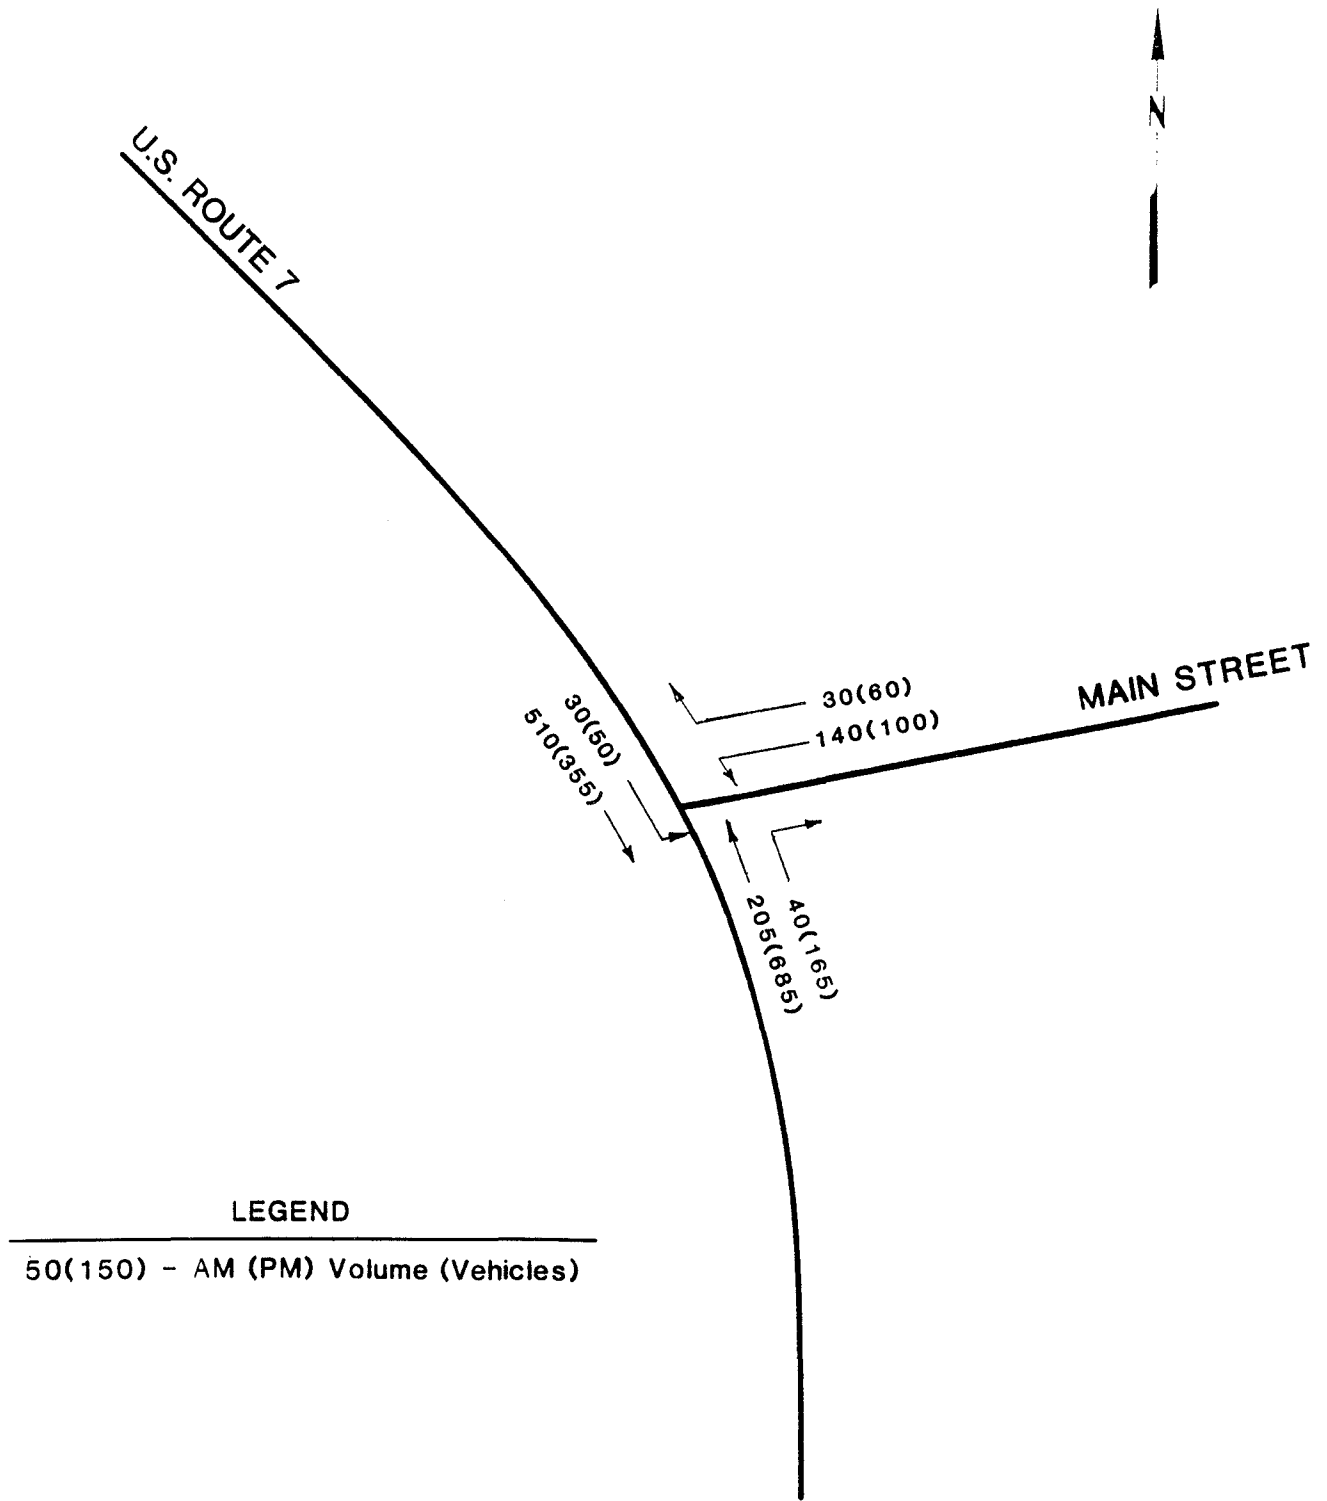 N
U.S. ROUTE 7
MAIN STREET
30(60)
140(100)
30(50)
510(355)
40(165)
205(685)
LEGEND
50(150) - AM (PM) Volume (Vehicles)